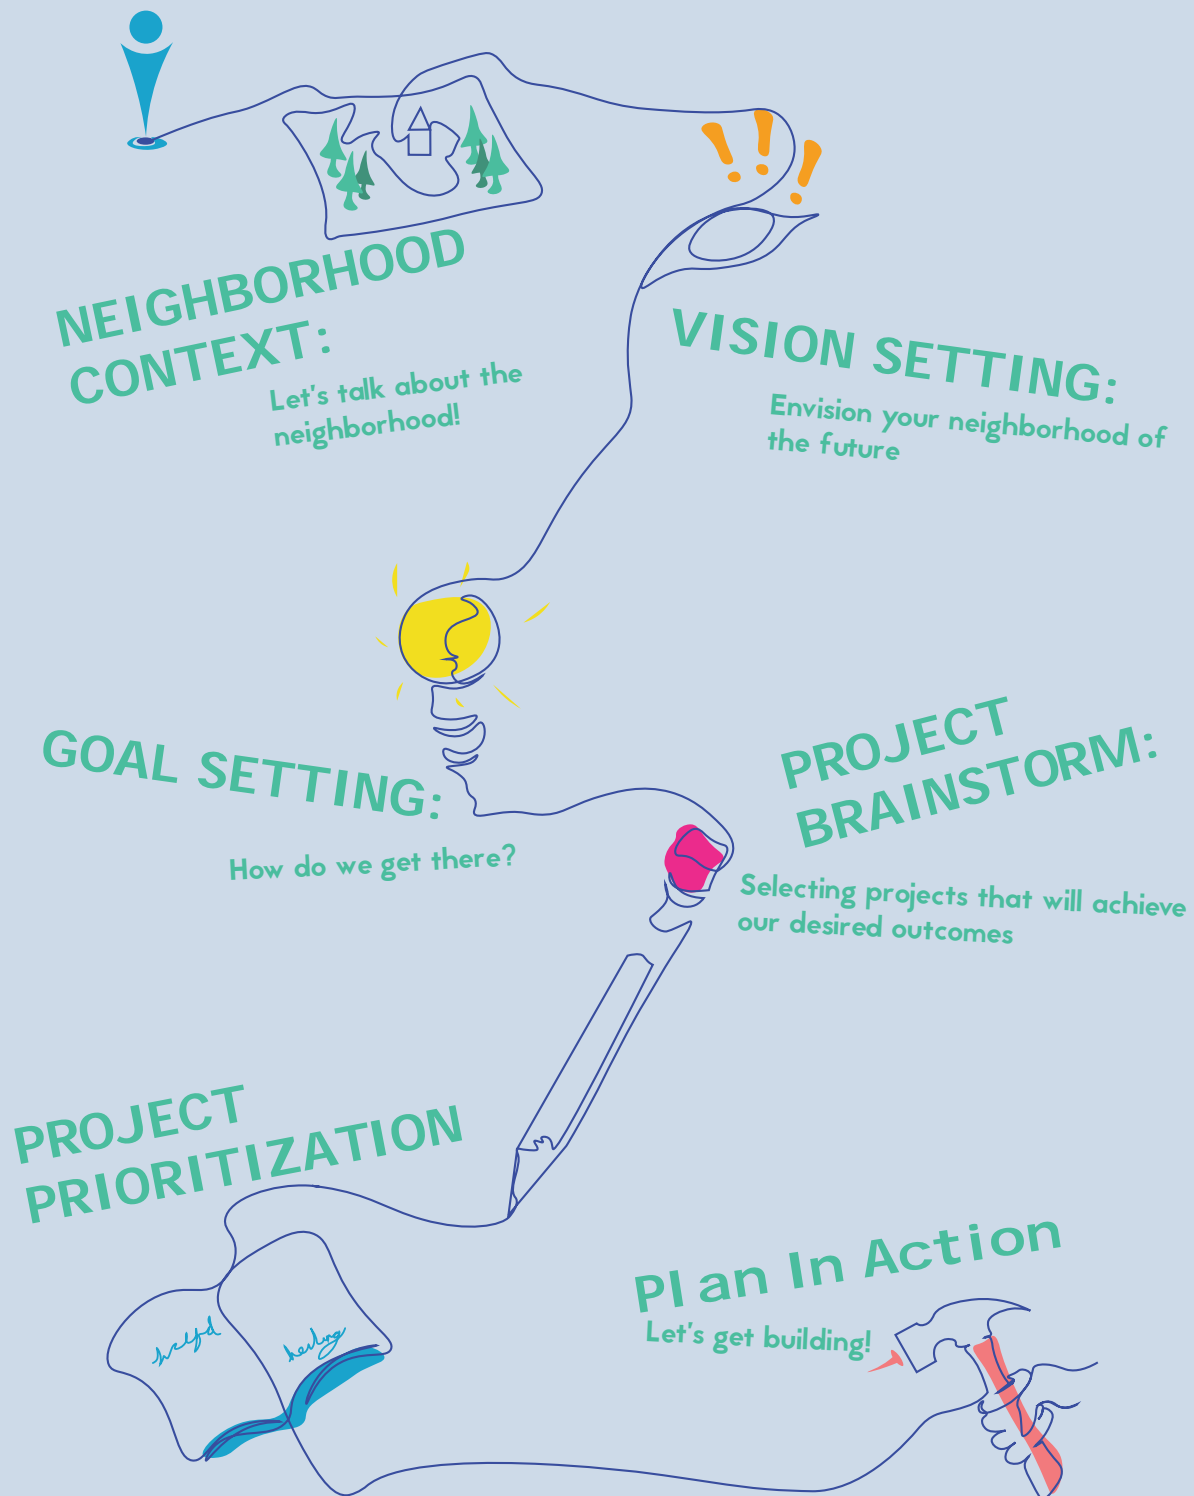 NEIGHBORHOOD
CONTEXT:
Let's talk about the
neighborhood!
VISION SETTING:
Envision your neighborhood of
the future
GOAL SETTING:
How do we get there?
PROJECT
BRAINSTORM:
Selecting projects that will achieve
our desired outcomes
PROJECT
PRIORITIZATION
Plan In Action
Let's get building!